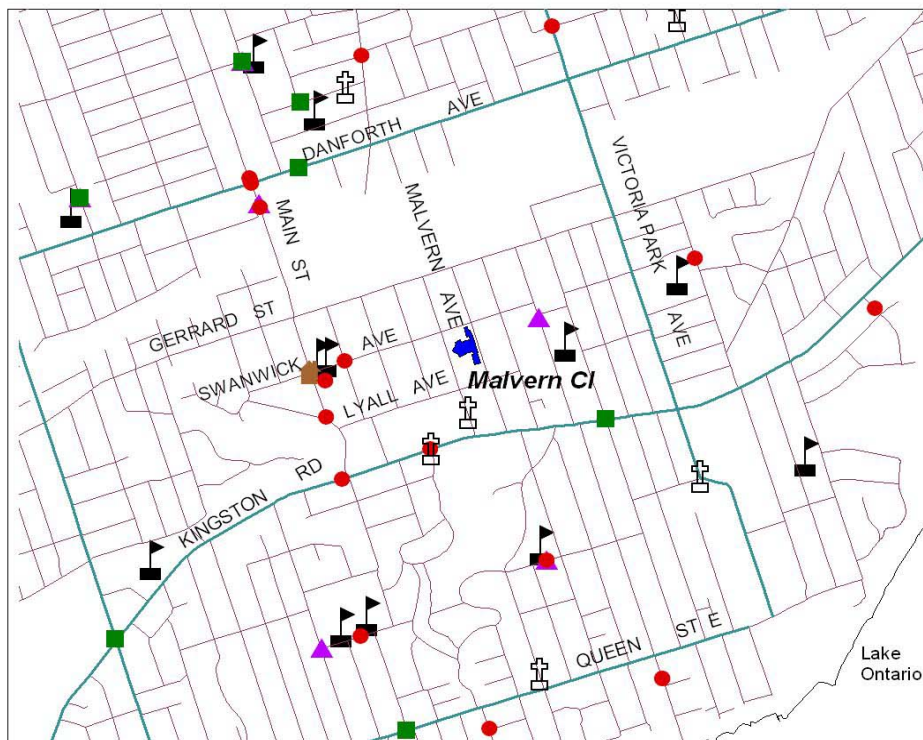 DANFORTH AVE
MALVERN AVE
VICTORIA PARK AVE
MAIN ST
GERRARD ST
SWANWICK AVE
Malvern CI
LYALL AVE
KINGSTON RD
QUEEN ST E
Lake
Ontario